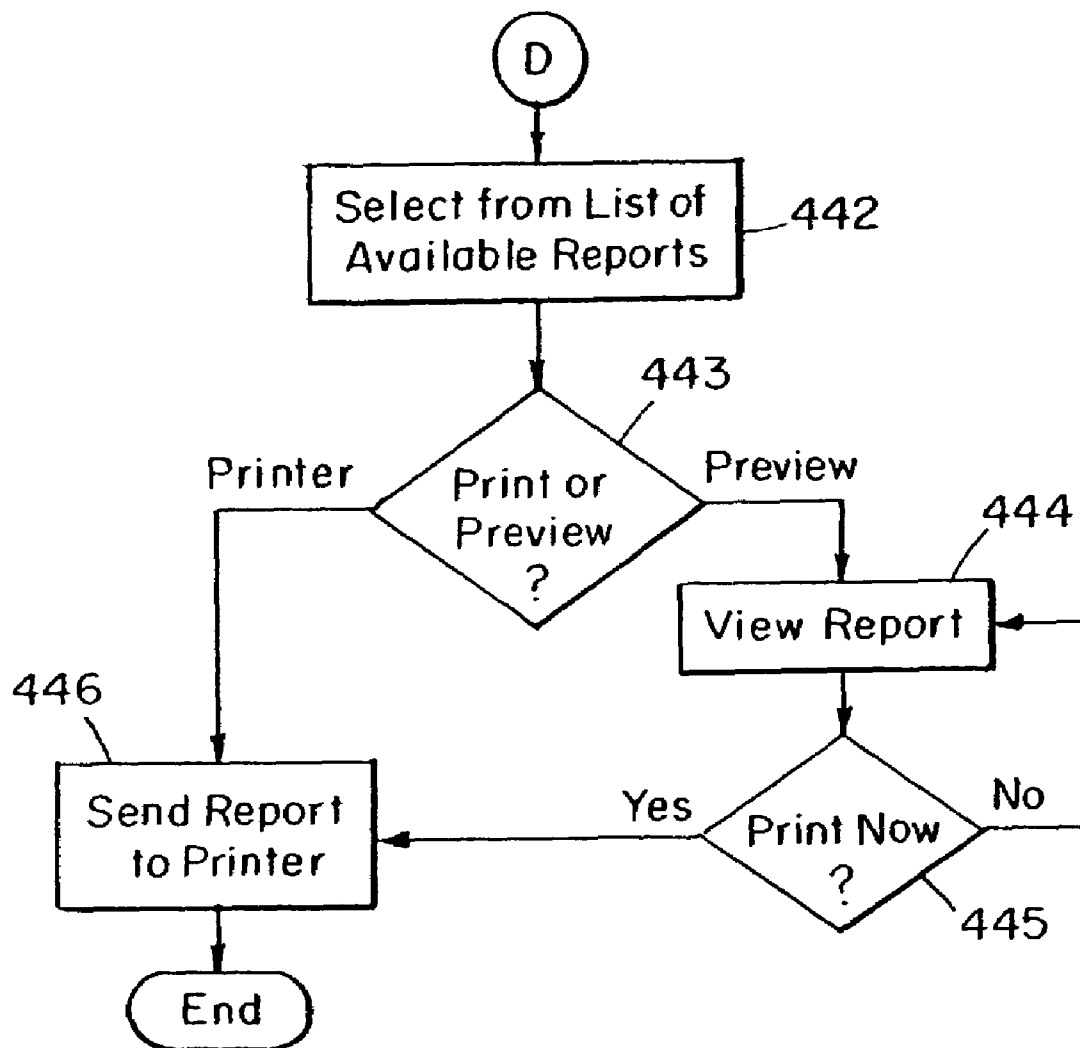 D
Select from List of
Available Reports
442
443
Printer
Print or
Preview
?
Preview
444
View Report
446
Send Report
to Printer
Yes
Print Now
?
No
445
End